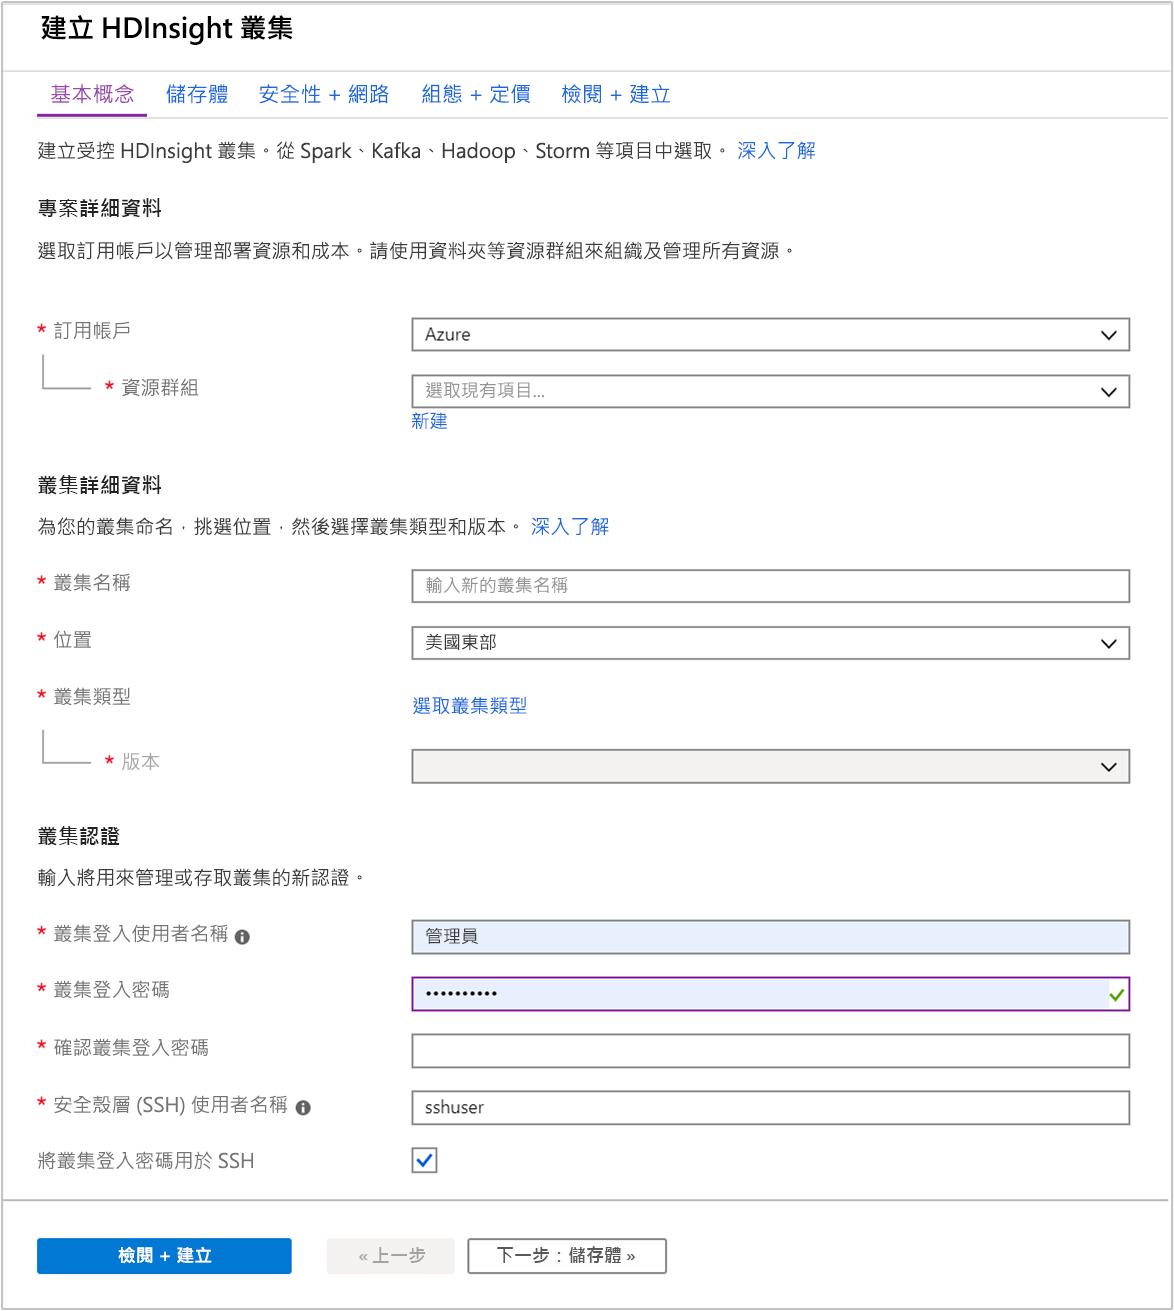 建立 HDInsight 叢集
基本概念 儲存體 安全性 + 網路 組態 + 定價 檢閱 + 建立
建立受控 HDInsight 叢集。從 Spark、Kafka、Hadoop、Storm 等項目中選取。 深入了解
專案詳細資料
選取訂用帳戶以管理部署資源和成本。請使用資料夾等資源群組來組織及管理所有資源。
* 訂用帳戶 Azure
* 資源群組 選取現有項目...
新建
叢集詳細資料
為您的叢集命名，挑選位置，然後選擇叢集類型和版本。 深入了解
* 叢集名稱 輸入新的叢集名稱
* 位置 美國東部
* 叢集類型 選取叢集類型
* 版本
叢集認證
輸入將用來管理或存取叢集的新認證。
* 叢集登入使用者名稱 管理員
* 叢集登入密碼 ••••••••••
* 確認叢集登入密碼
* 安全殼層 (SSH) 使用者名稱 sshuser
將叢集登入密碼用於 SSH
檢閱 + 建立 « 上一步 下一步：儲存體 »